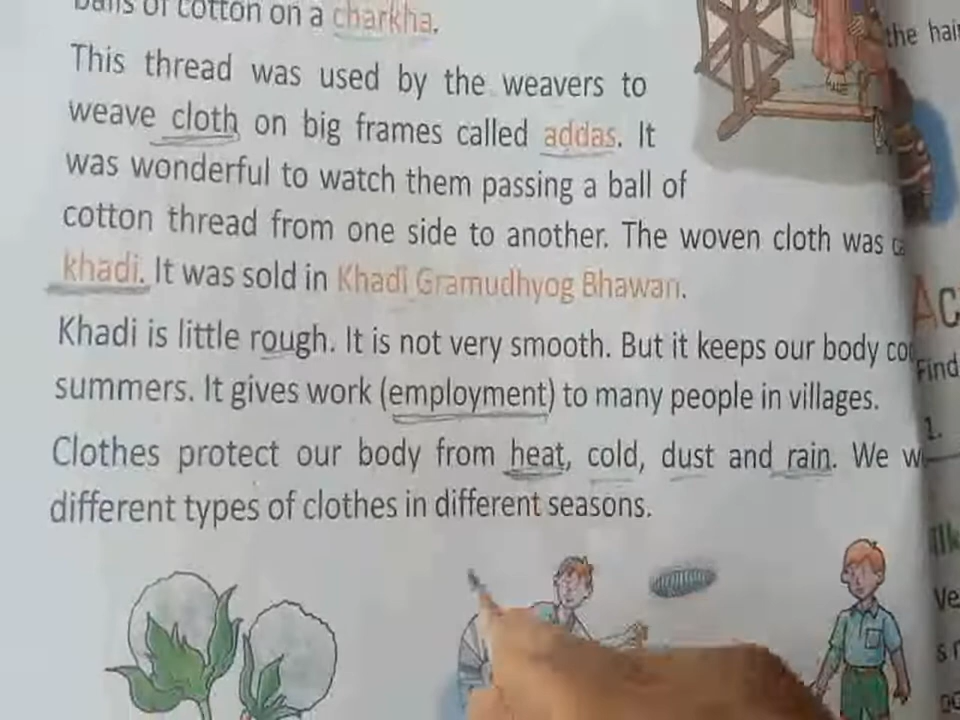 balls of cotton on a charkha.
This thread was used by the weavers to
weave cloth on big frames called addas. It
was wonderful to watch them passing a ball of
cotton thread from one side to another. The woven cloth was
khadi. It was sold in Khadi Gramudhyog Bhawan.
Khadi is little rough. It is not very smooth. But it keeps our body
summers. It gives work (employment) to many people in villages.
Clothes protect our body from heat, cold, dust and rain. We
different types of clothes in different seasons.
the
Find
1.